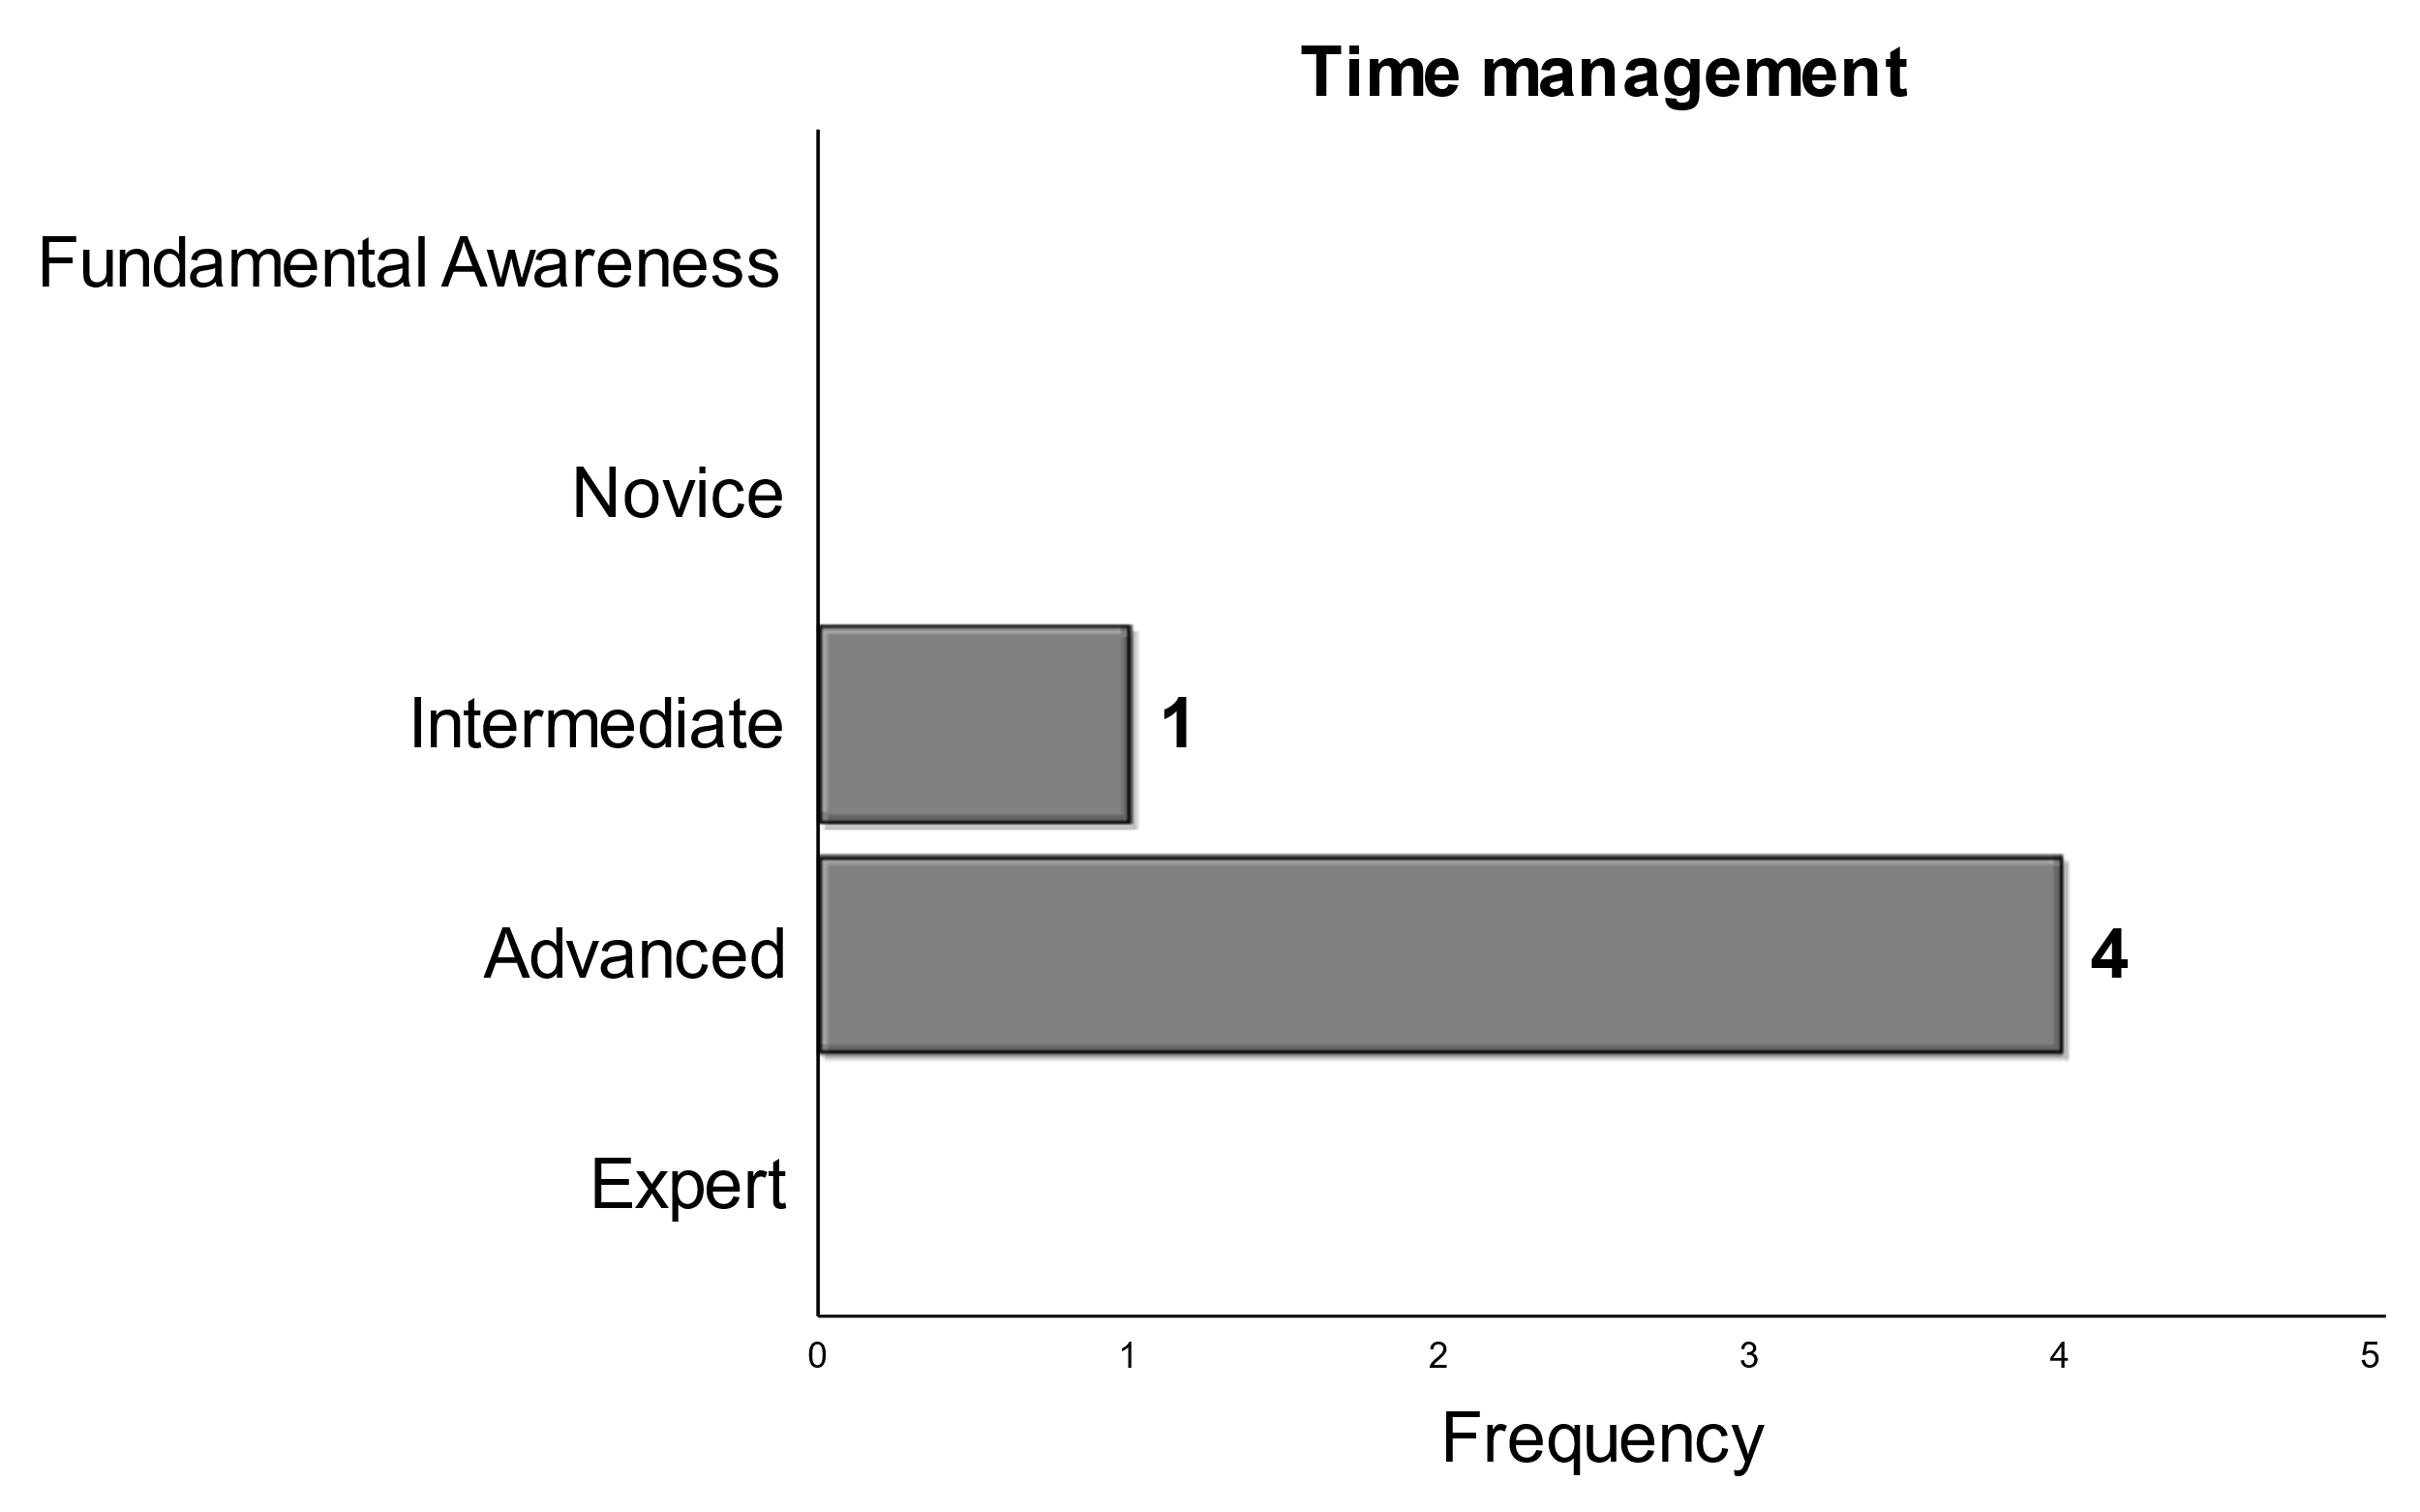 Time management
Fundamental Awareness
Novice
Intermediate
1
Advanced
4
Expert
0 1 2 3 4 5
Frequency